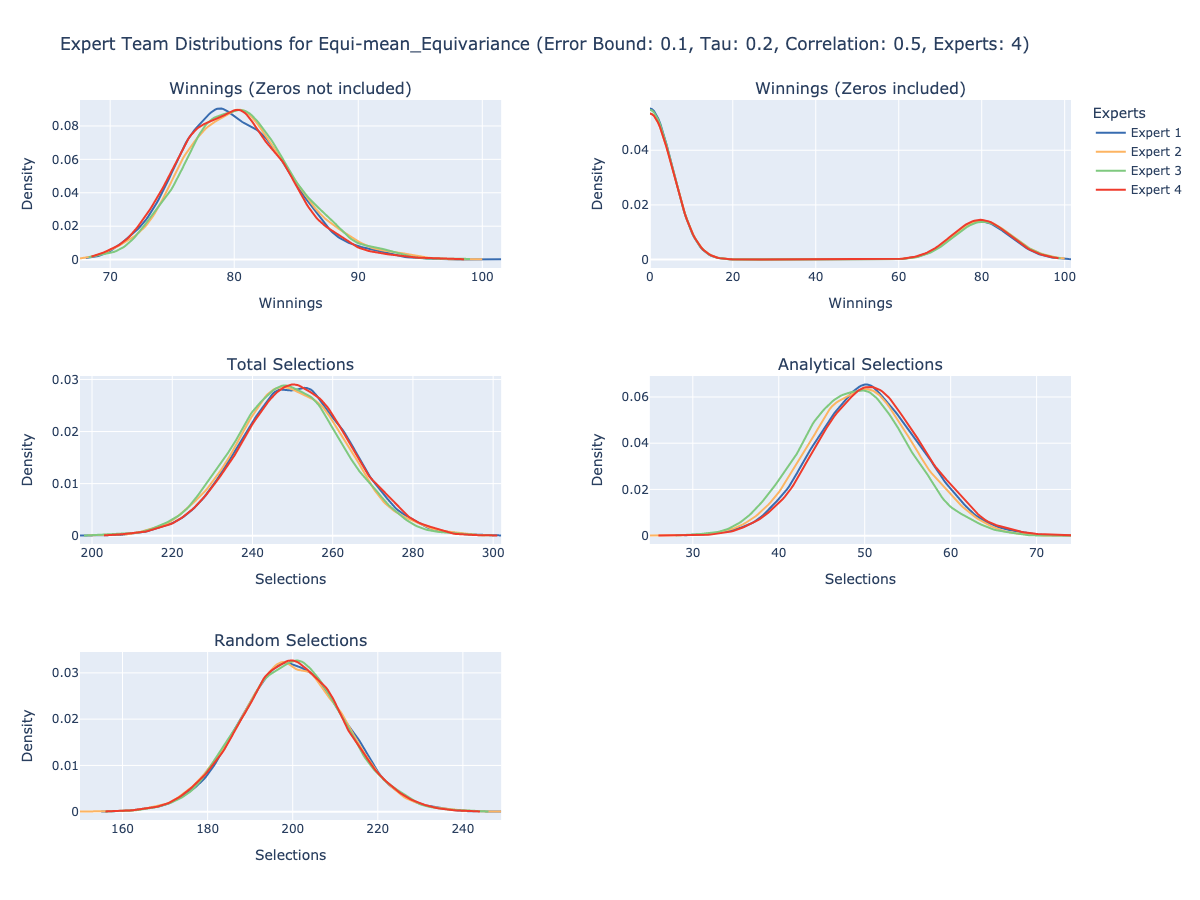 Expert Team Distributions for Equi-mean_Equivariance (Error Bound: 0.1, Tau: 0.2, Correlation: 0.5, Experts: 4)
Winnings (Zeros not included)
0.08
0.06
0.04
0.02
0
Density
70 80 90 100
Winnings
Winnings (Zeros included)
0.04
0.02
0
Density
0 20 40 60 80 100
Winnings
Experts
Expert 1
Expert 2
Expert 3
Expert 4
Total Selections
0.03
0.02
0.01
0
Density
200 220 240 260 280 300
Selections
Analytical Selections
0.06
0.04
0.02
0
Density
30 40 50 60 70
Selections
Random Selections
0.03
0.02
0.01
0
Density
160 180 200 220 240
Selections